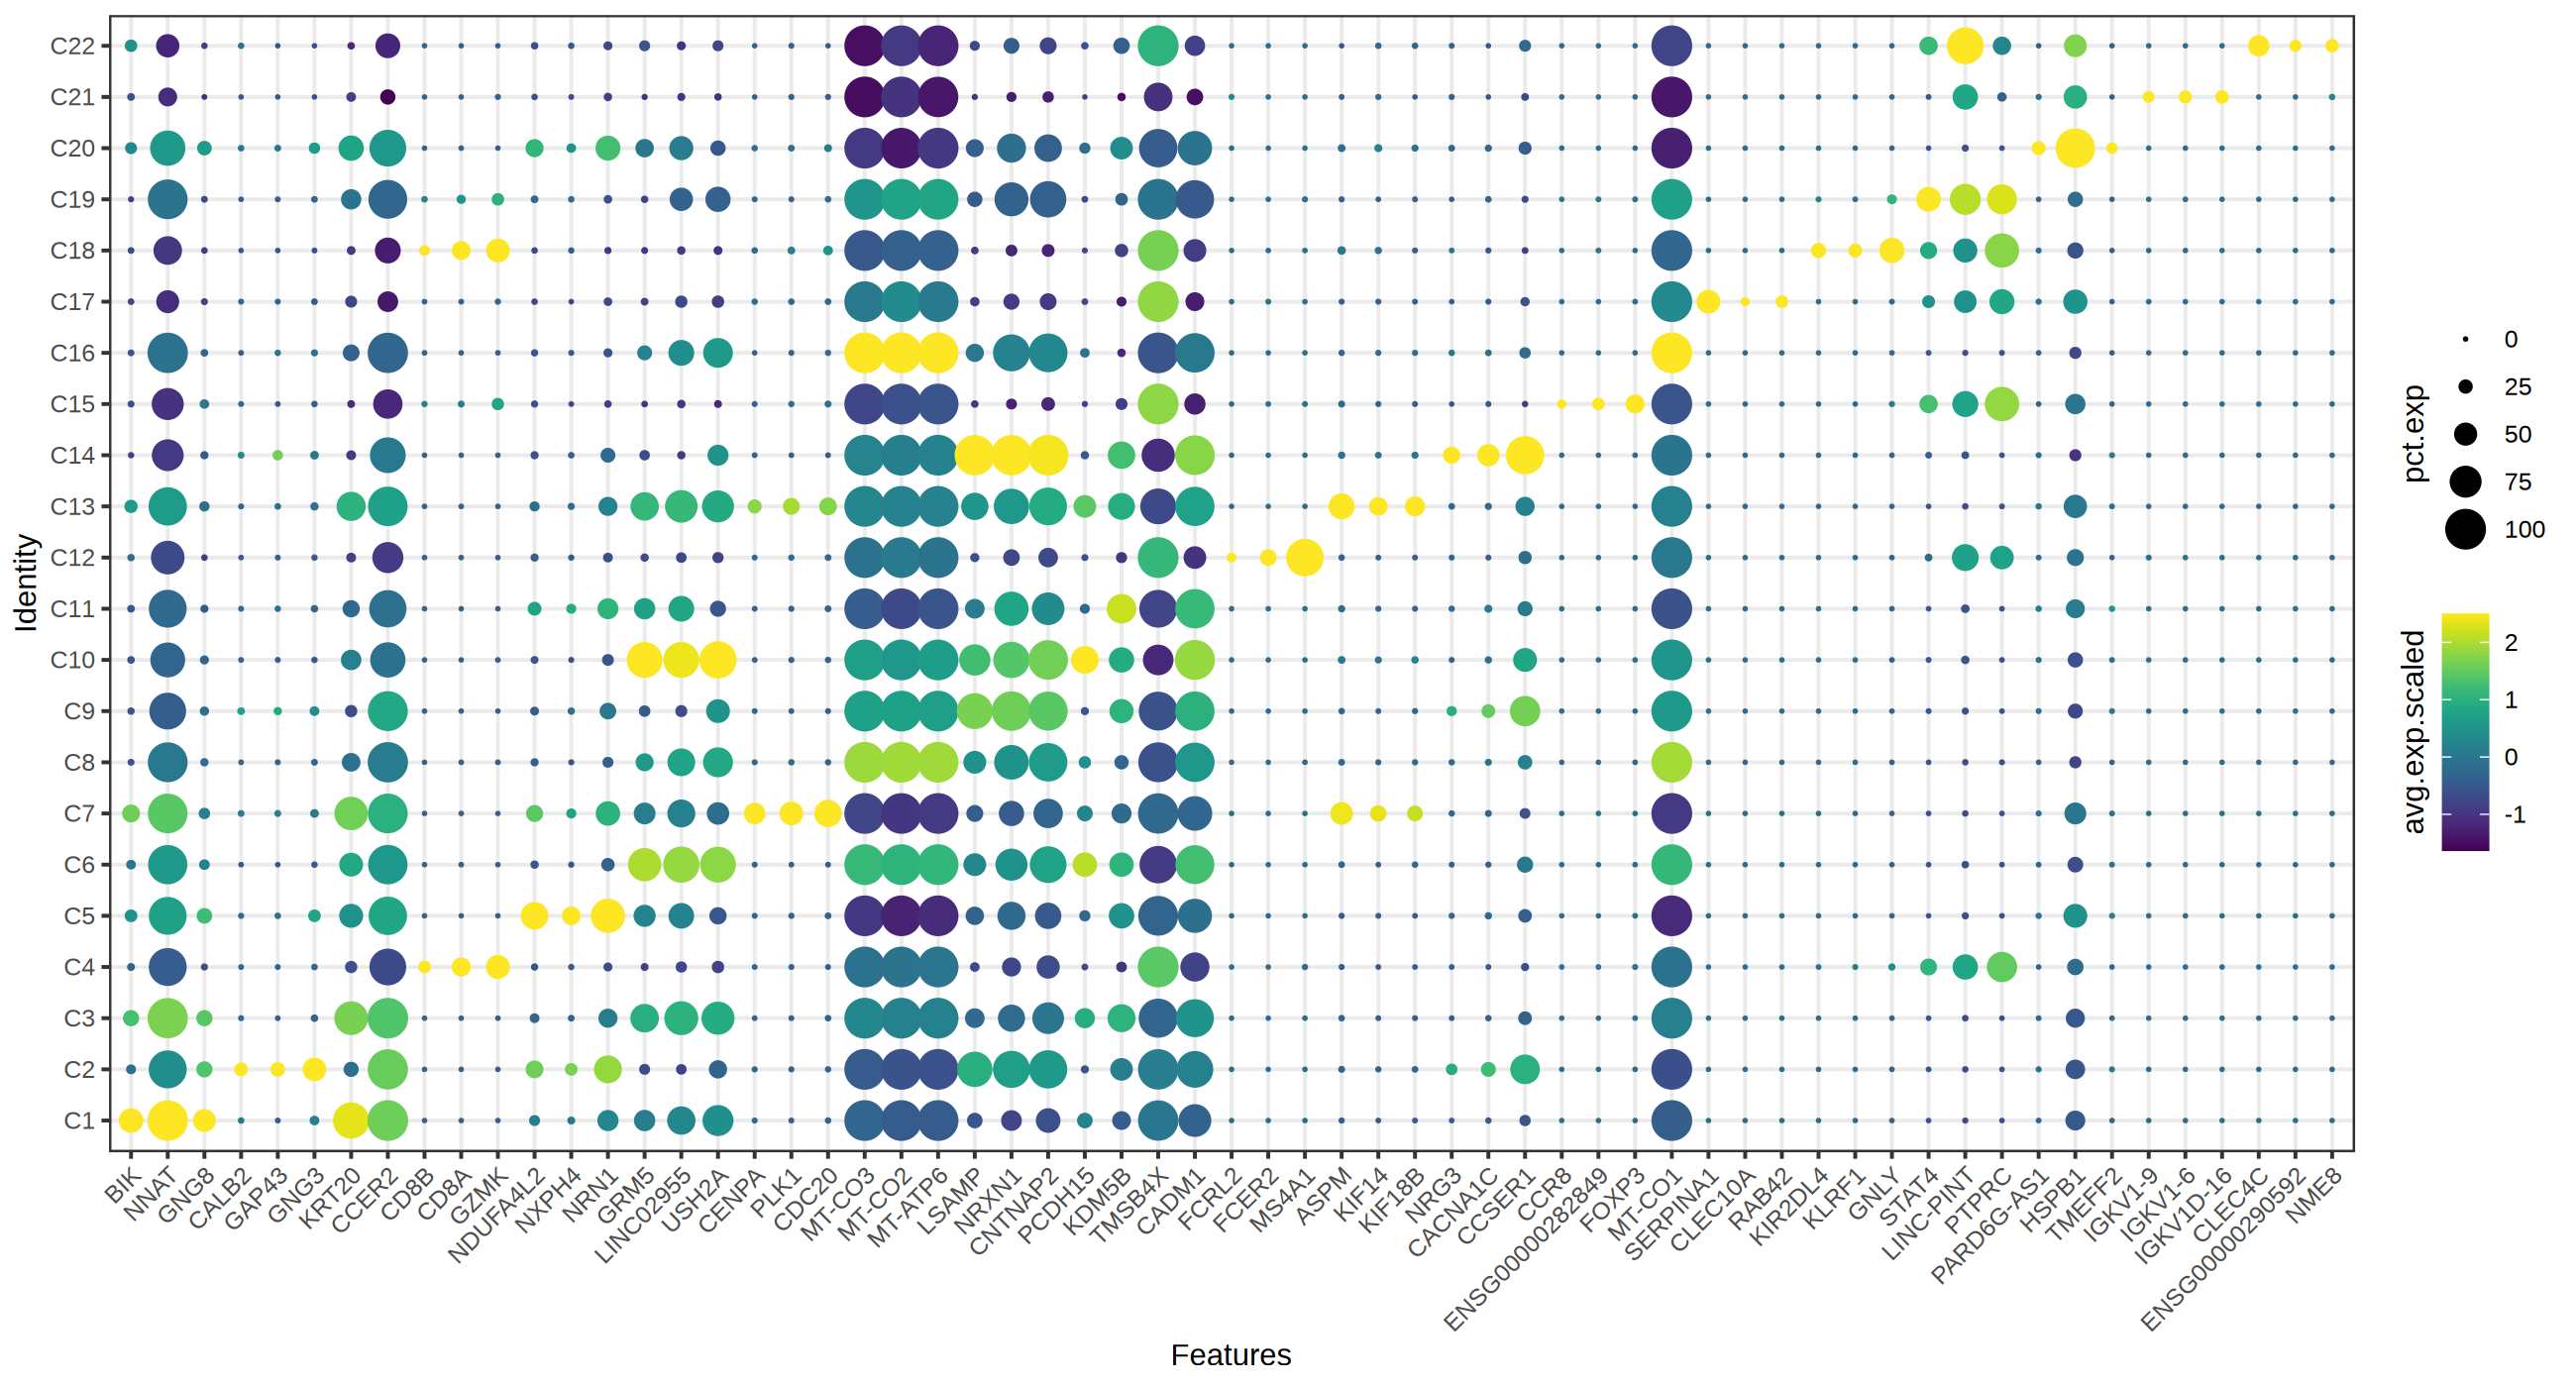 Identity
C22
C21
C20
C19
C18
C17
C16
C15
C14
C13
C12
C11
C10
C9
C8
C7
C6
C5
C4
C3
C2
C1
BIK
NNAT
GNG8
CALB2
GAP43
GNG3
KRT20
CCER2
CD8B
CD8A
GZMK
NDUFA4L2
NXPH4
NRN1
GRM5
LINC02955
USH2A
CENPA
PLK1
CDC20
MT-CO3
MT-CO2
MT-ATP6
LSAMP
NRXN1
CNTNAP2
PCDH15
KDM5B
TMSB4X
CADM1
FCRL2
FCER2
MS4A1
ASPM
KIF14
KIF18B
NRG3
CACNA1C
CCSER1
CCR8
ENSG00000282849
FOXP3
MT-CO1
SERPINA1
CLEC10A
RAB42
KIR2DL4
KLRF1
GNLY
STAT4
LINC-PINT
PTPRC
PARD6G-AS1
HSPB1
TMEFF2
IGKV1-9
IGKV1-6
IGKV1D-16
CLEC4C
ENSG00000290592
NME8
Features
pct.exp
0
25
50
75
100
avg.exp.scaled
2
1
0
-1